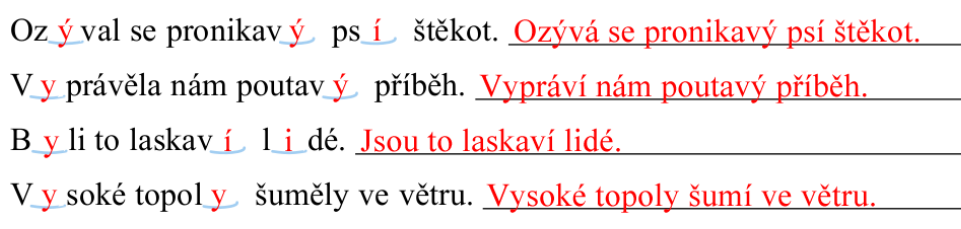 Ozýval se pronikavý psí štěkot. Ozývá se pronikavý psí štěkot.
Vyprávěla nám poutavý příběh. Vypráví nám poutavý příběh.
Byli to laskaví lidé. Jsou to laskaví lidé.
Vysoké topoly šuměly ve větru. Vysoké topoly šumí ve větru.